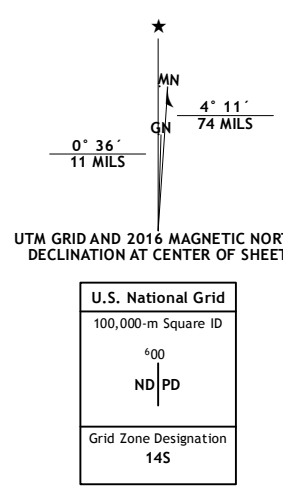 ★
MN
4° 11´
74 MILS
GN
0° 36´
11 MILS
UTM GRID AND 2016 MAGNETIC NOR
DECLINATION AT CENTER OF SHEET
U.S. National Grid
100,000-m Square ID
⁶00
ND PD
Grid Zone Designation
14S